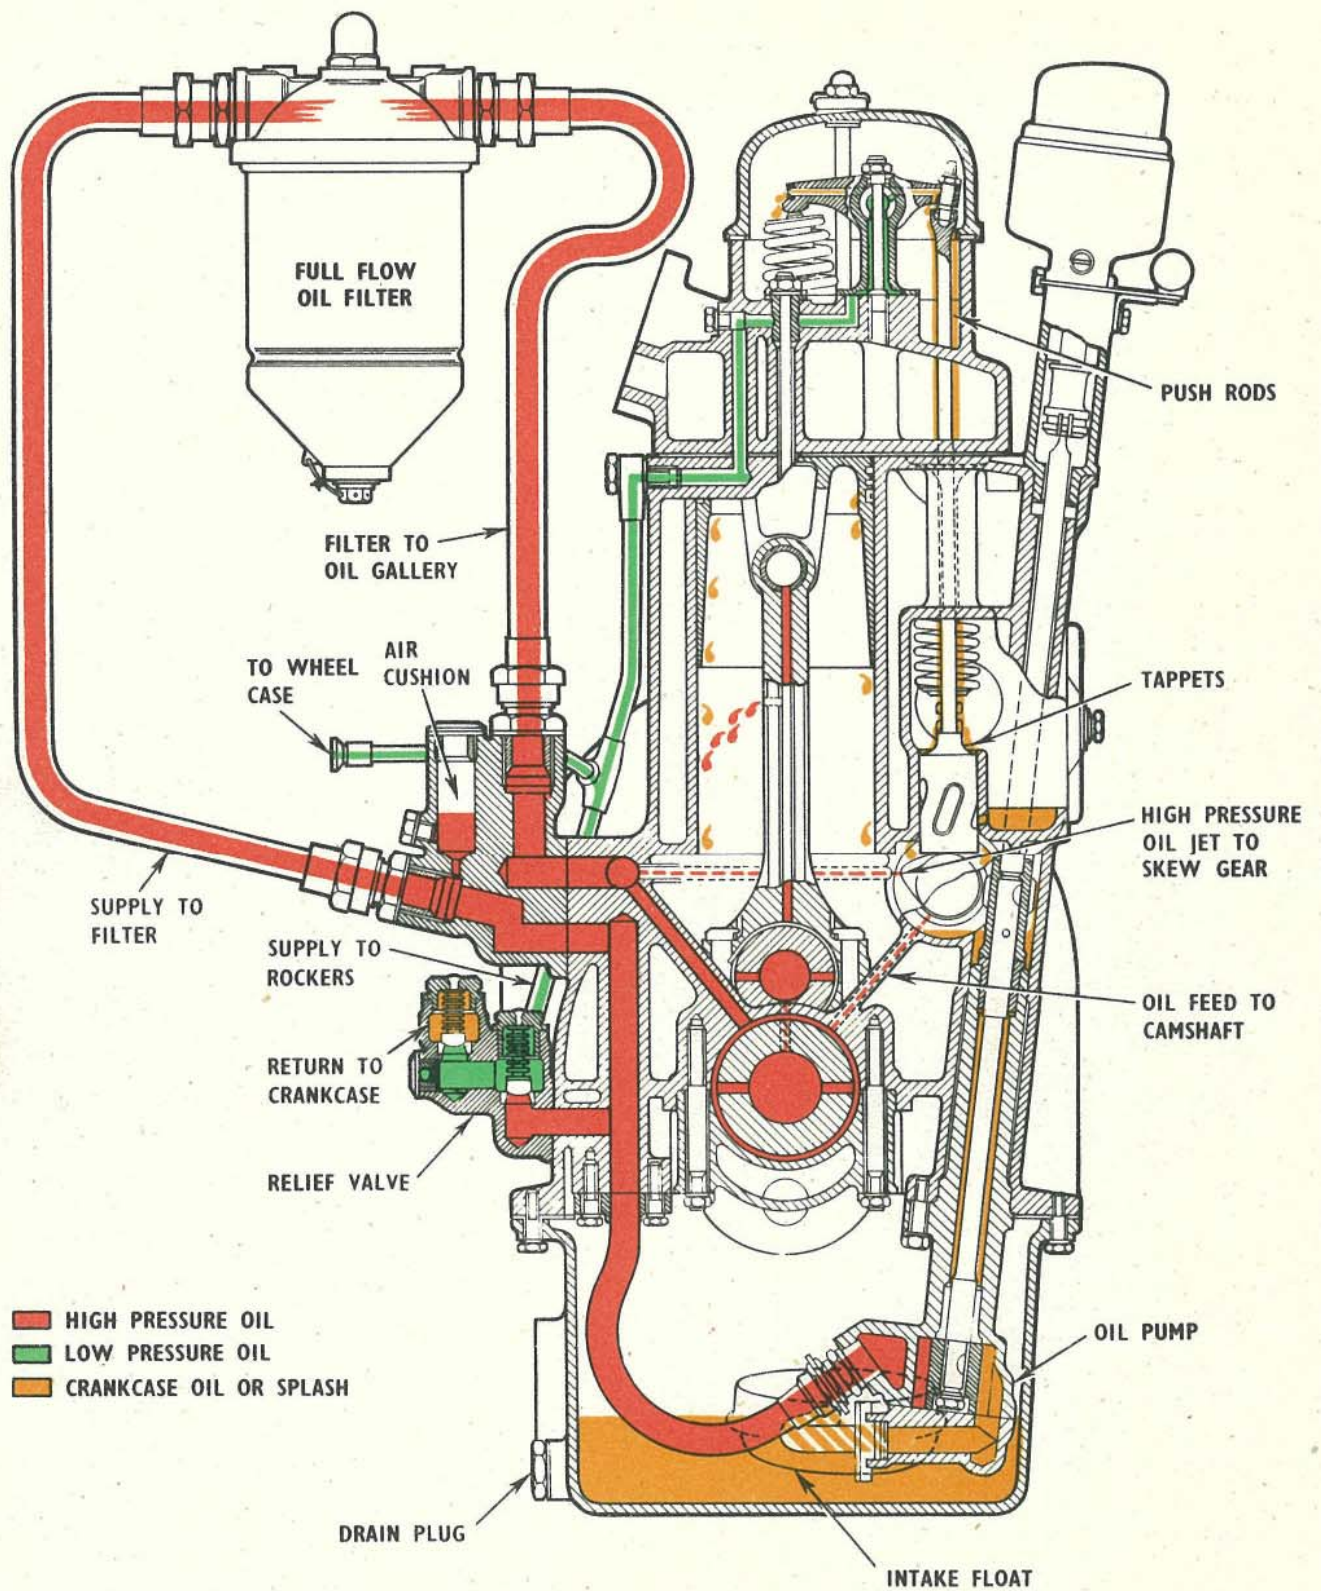 FULL FLOW
OIL FILTER
PUSH RODS
FILTER TO
OIL GALLERY
TO WHEEL
CASE
AIR
CUSHION
TAPPETS
HIGH PRESSURE
OIL JET TO
SKEW GEAR
SUPPLY TO
FILTER
SUPPLY TO
ROCKERS
OIL FEED TO
CAMSHAFT
RETURN TO
CRANKCASE
RELIEF VALVE
HIGH PRESSURE OIL
LOW PRESSURE OIL
CRANKCASE OIL OR SPLASH
OIL PUMP
DRAIN PLUG
INTAKE FLOAT